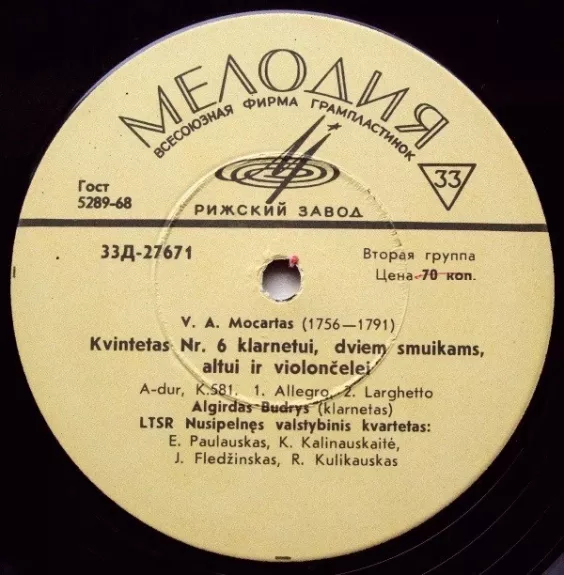 МЕЛОДИЯ
ВСЕСОЮЗНАЯ ФИРМА ГРАМПЛАСТИНОК
33
Гост
5289-68
РИЖСКИЙ ЗАВОД
33Д-27671
Вторая группа
Цена 70 коп.
V. A. Mocartas (1756—1791)
Kvintetas Nr. 6 klarnetui, dviem smuikams,
altui ir violončelei
A-dur, K.581, 1. Allegro, 2. Larghetto
Algirdas Budrys (klarnetas)
LTSR Nusipelnęs valstybinis kvartetas:
E. Paulauskas, K. Kalinauskaitė,
J. Fledžinskas, R. Kulikauskas